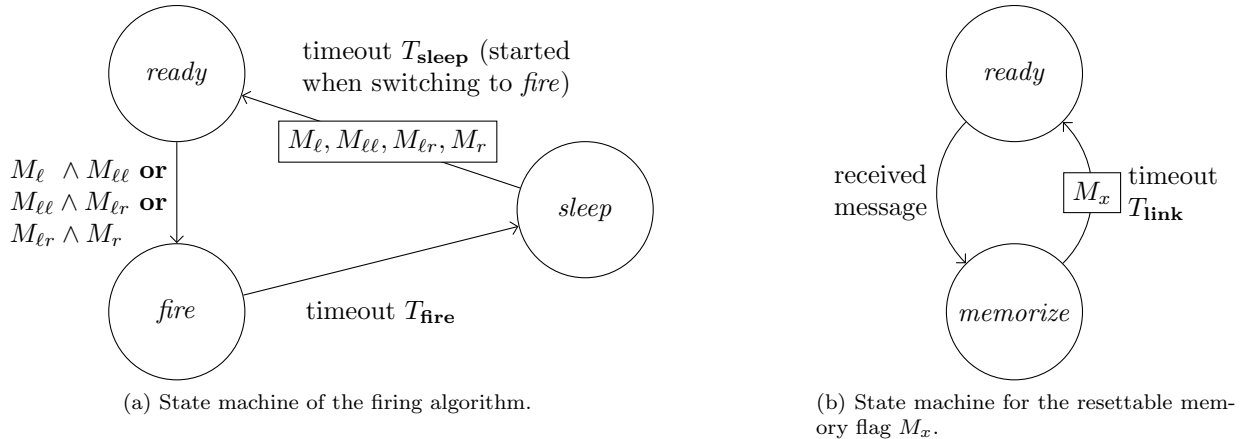 ready
timeout T_sleep (started
when switching to fire)
M_ℓ, M_ℓℓ, M_ℓr, M_r
M_ℓ ∧ M_ℓℓ or
M_ℓℓ ∧ M_ℓr or
M_ℓr ∧ M_r
sleep
fire
timeout T_fire
(a) State machine of the firing algorithm.
ready
received
message
M_x
timeout
T_link
memorize
(b) State machine for the resettable mem-
ory flag M_x.